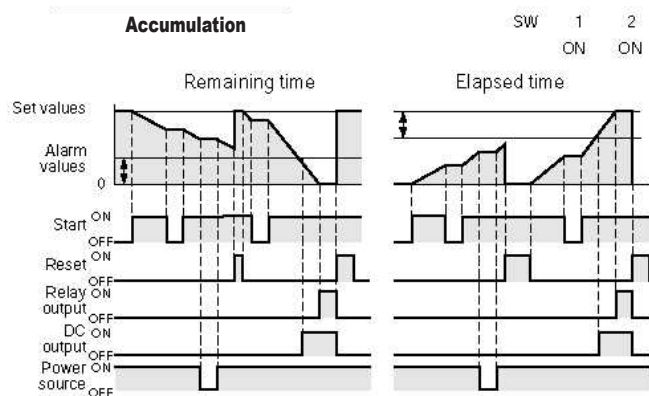 Accumulation
SW 1 2
ON ON
Remaining time Elapsed time
Set values
Alarm
values
0
Start ON
OFF
Reset ON
OFF
Relay ON
output OFF
DC ON
output OFF
Power ON
source OFF